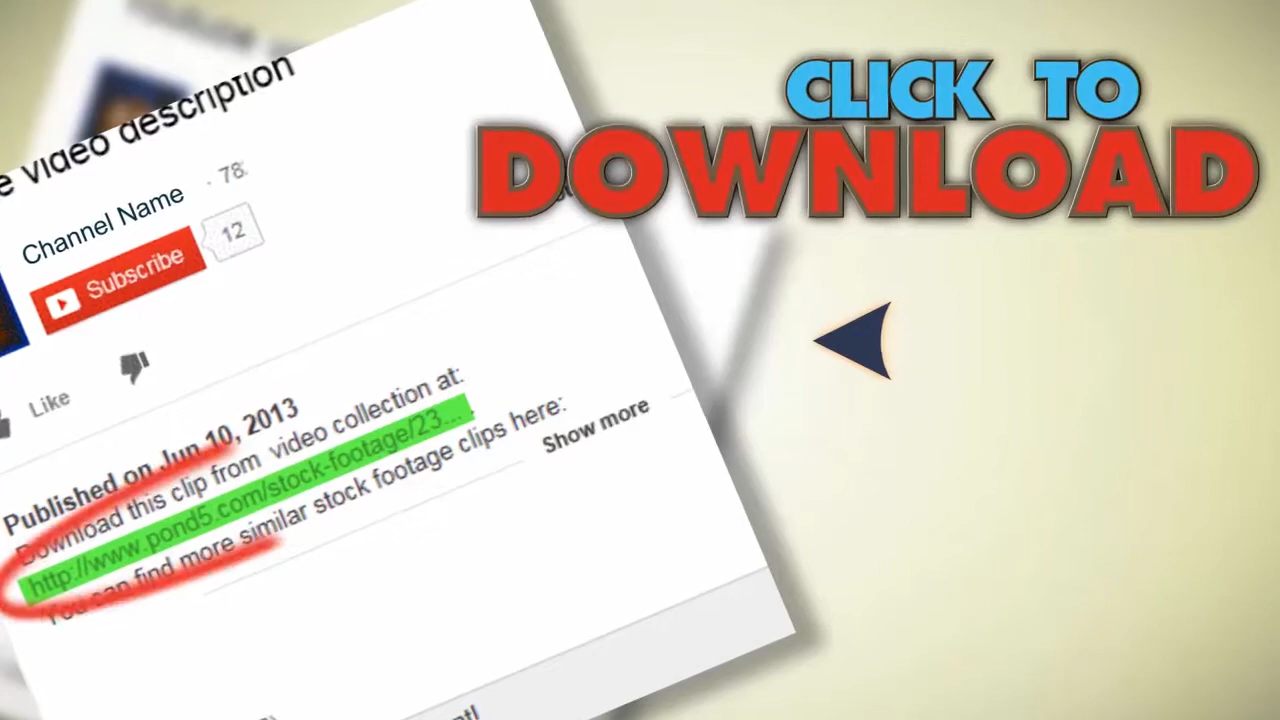 CLICK TO
DOWNLOAD
e video description
Channel Name
· 78
Subscribe
12
Like
Published on Jun 10, 2013
Download this clip from video collection at:
http://www.pond5.com/stock-footage/23... .
You can find more similar stock footage clips here:
Show more